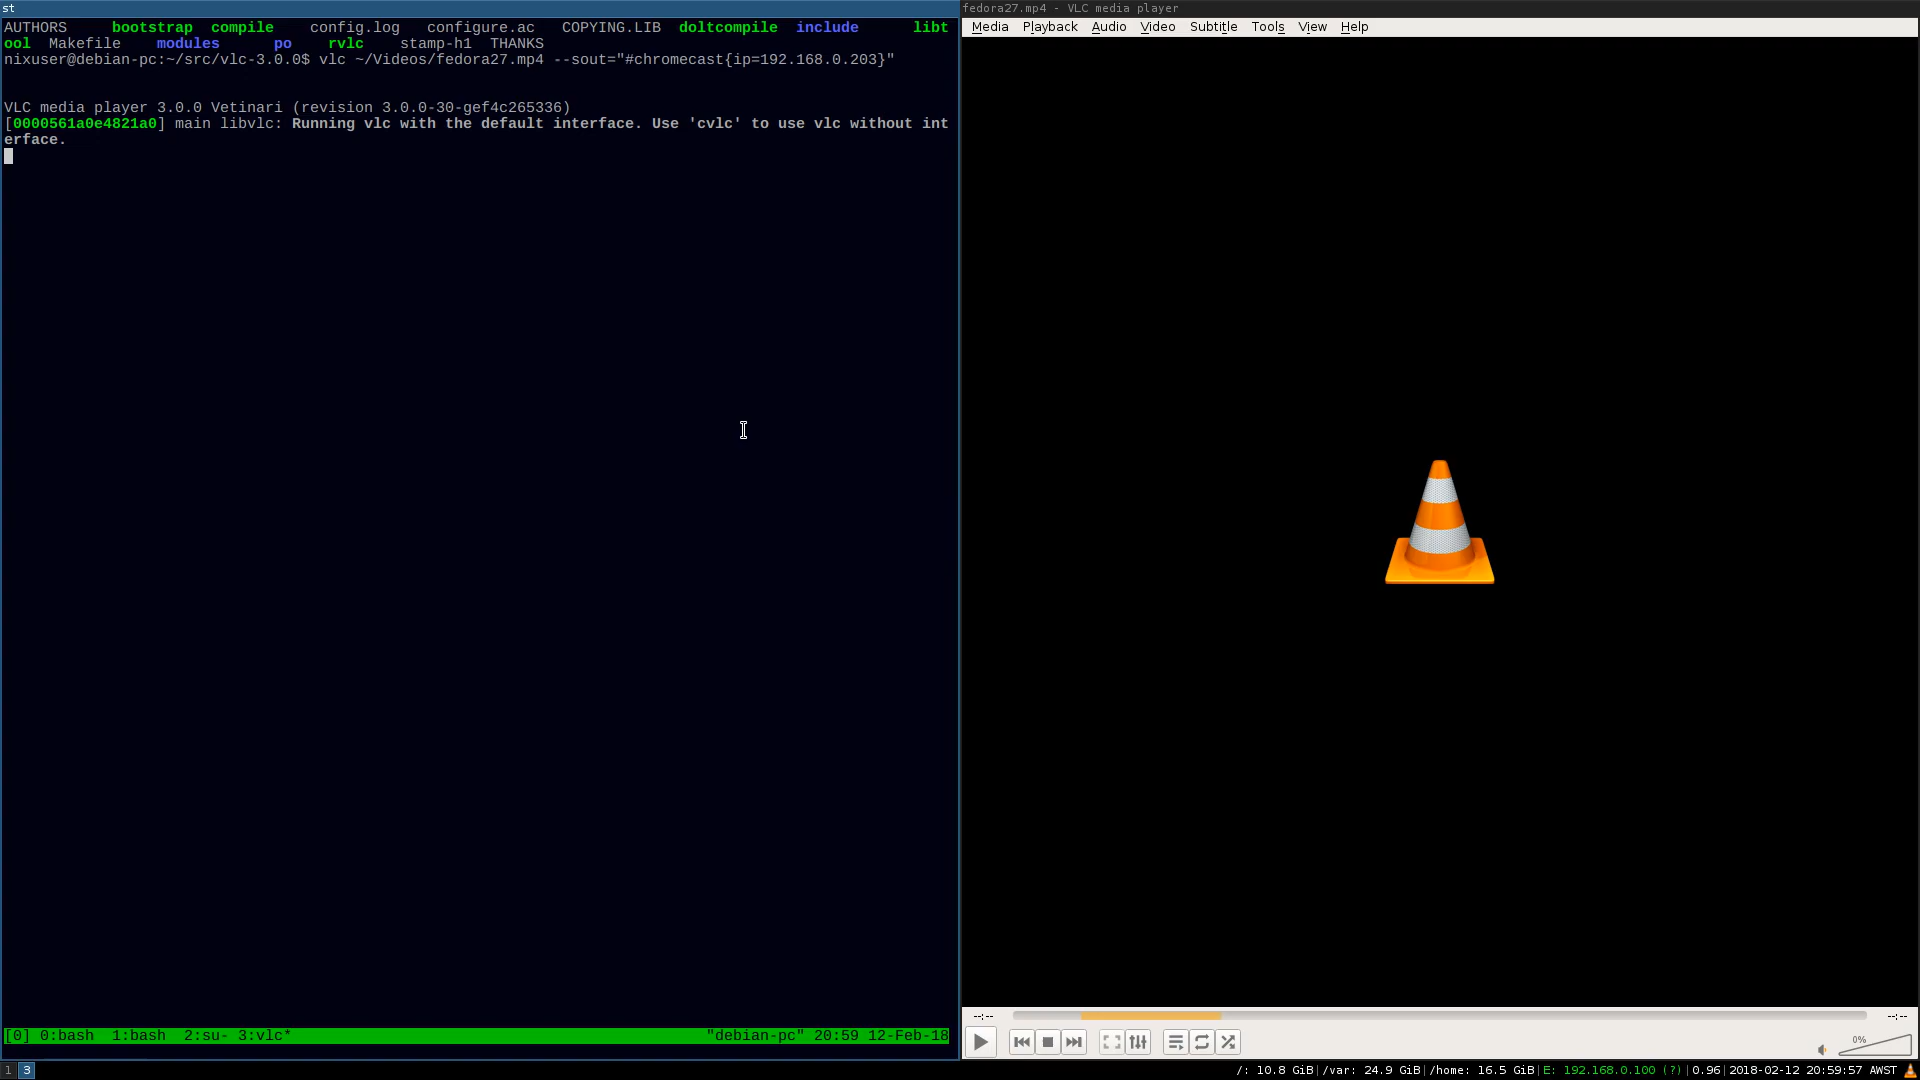 st
AUTHORS     bootstrap  compile    config.log   configure.ac   COPYING.LIB  doltcompile  include      libt
ool  Makefile    modules      po    rvlc    stamp-h1  THANKS
nixuser@debian-pc:~/src/vlc-3.0.0$ vlc ~/Videos/fedora27.mp4 --sout="#chromecast{ip=192.168.0.203}"
VLC media player 3.0.0 Vetinari (revision 3.0.0-30-gef4c265336)
[0000561a0e4821a0] main libvlc: Running vlc with the default interface. Use 'cvlc' to use vlc without int
erface.
[0] 0:bash  1:bash  2:su- 3:vlc*  "debian-pc" 20:59 12-Feb-18
fedora27.mp4 - VLC media player
Media Playback Audio Video Subtitle Tools View Help
--:-- --:--
0%
1 3 /: 10.8 GiB|/var: 24.9 GiB|/home: 16.5 GiB|E: 192.168.0.100 (?)|0.96|2018-02-12 20:59:57 AWST